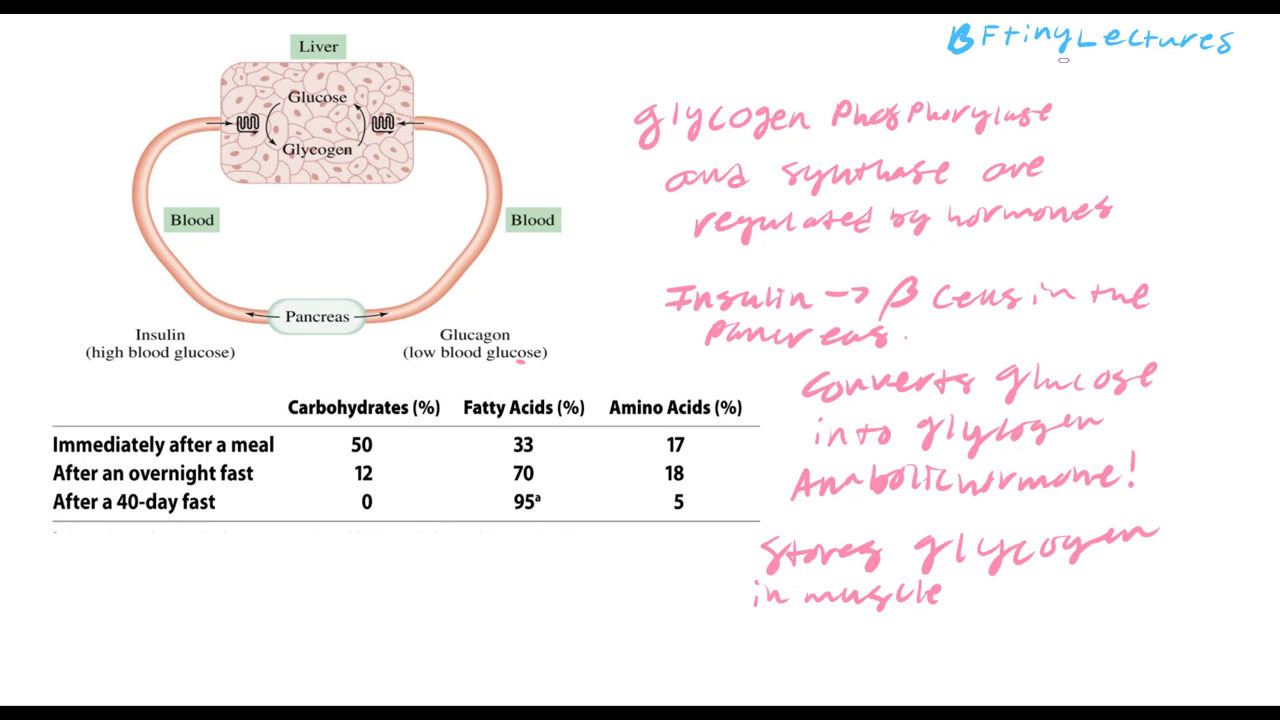 BFtinyLectures
Liver
Glucose
Glycogen
Blood
Blood
Pancreas
Insulin
(high blood glucose)
Glucagon
(low blood glucose)
Carbohydrates (%) Fatty Acids (%) Amino Acids (%)
Immediately after a meal 50 33 17
After an overnight fast 12 70 18
After a 40-day fast 0 95ᵃ 5
Glycogen Phosphorylase
and synthase are
regulated by hormones
Insulin → β cells in the
pancreas.
Converts glucose
into glycogen
Anabolic hormone!
Stores glycogen
in muscle